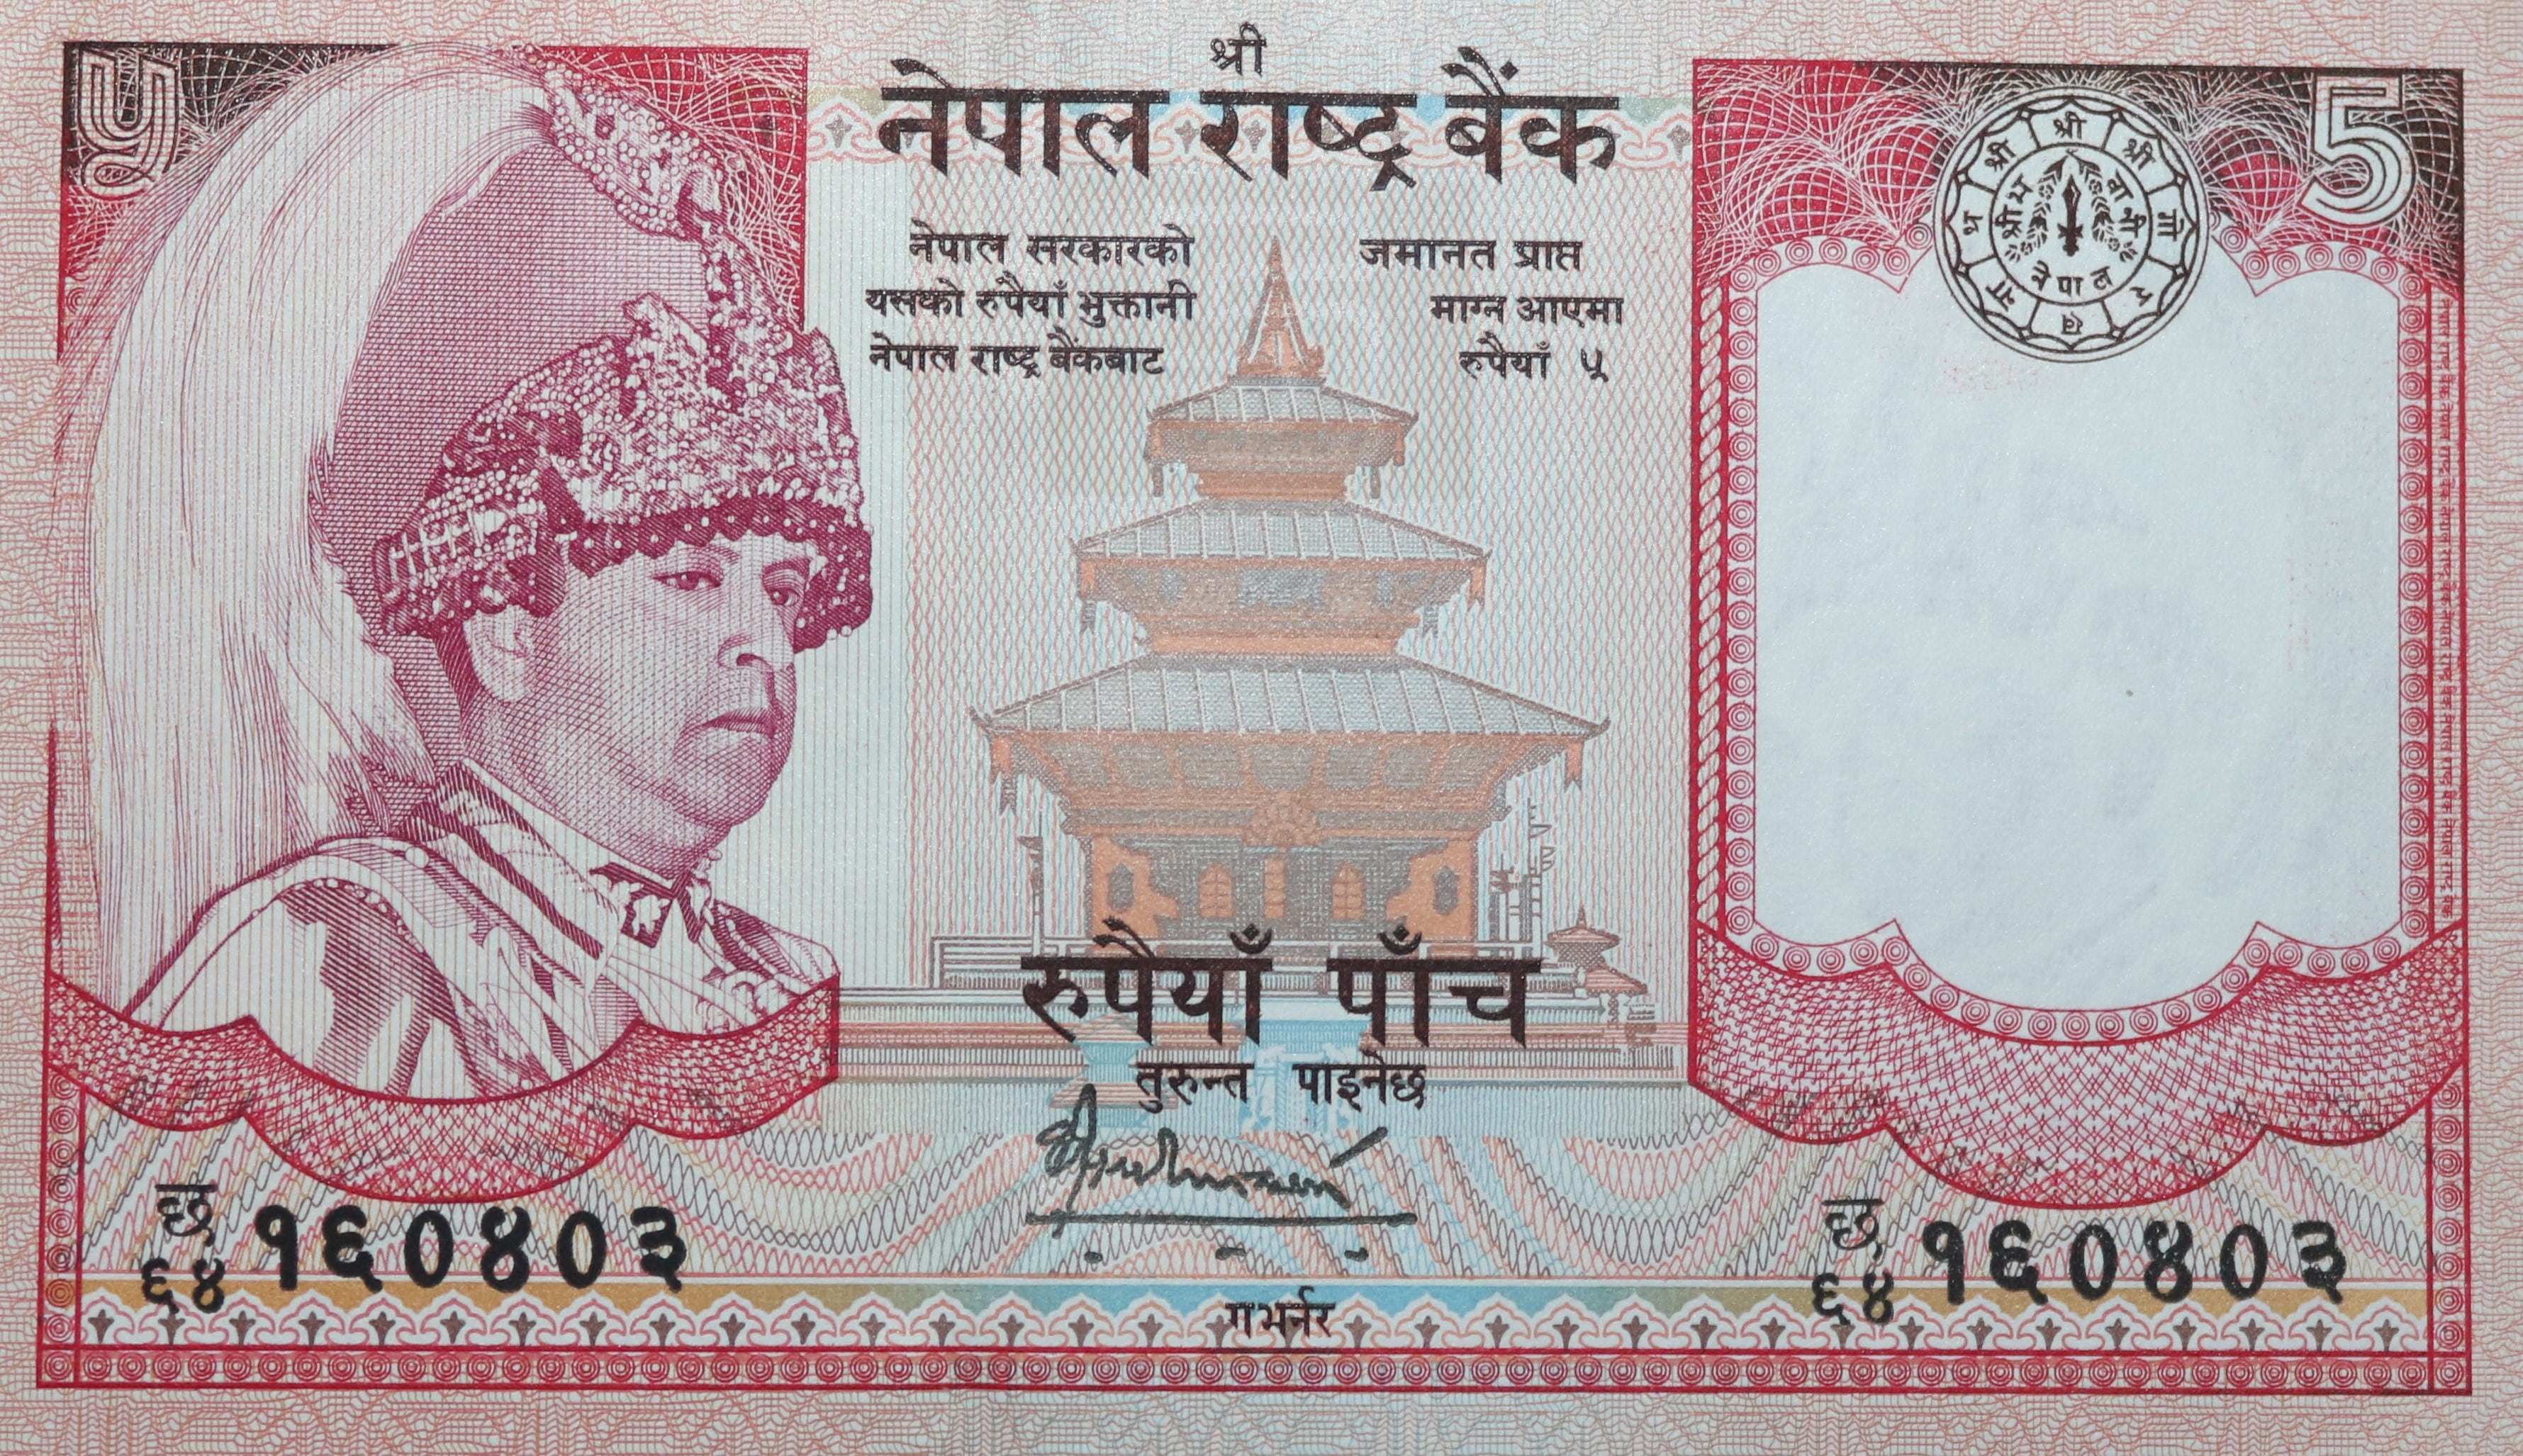 श्री
नेपाल राष्ट्र बैंक
५
5
नेपाल सरकारको जमानत प्राप्त
यसको रुपैयाँ भुक्तानी माग्न आएमा
नेपाल राष्ट्र बैंकबाट रुपैयाँ ५
रुपैयाँ पाँच
तुरुन्त पाइनेछ
छ
६४ १६०४०३
छ
६४ १६०४०३
गभर्नर
श्री
श्री
श्री
नेपाल